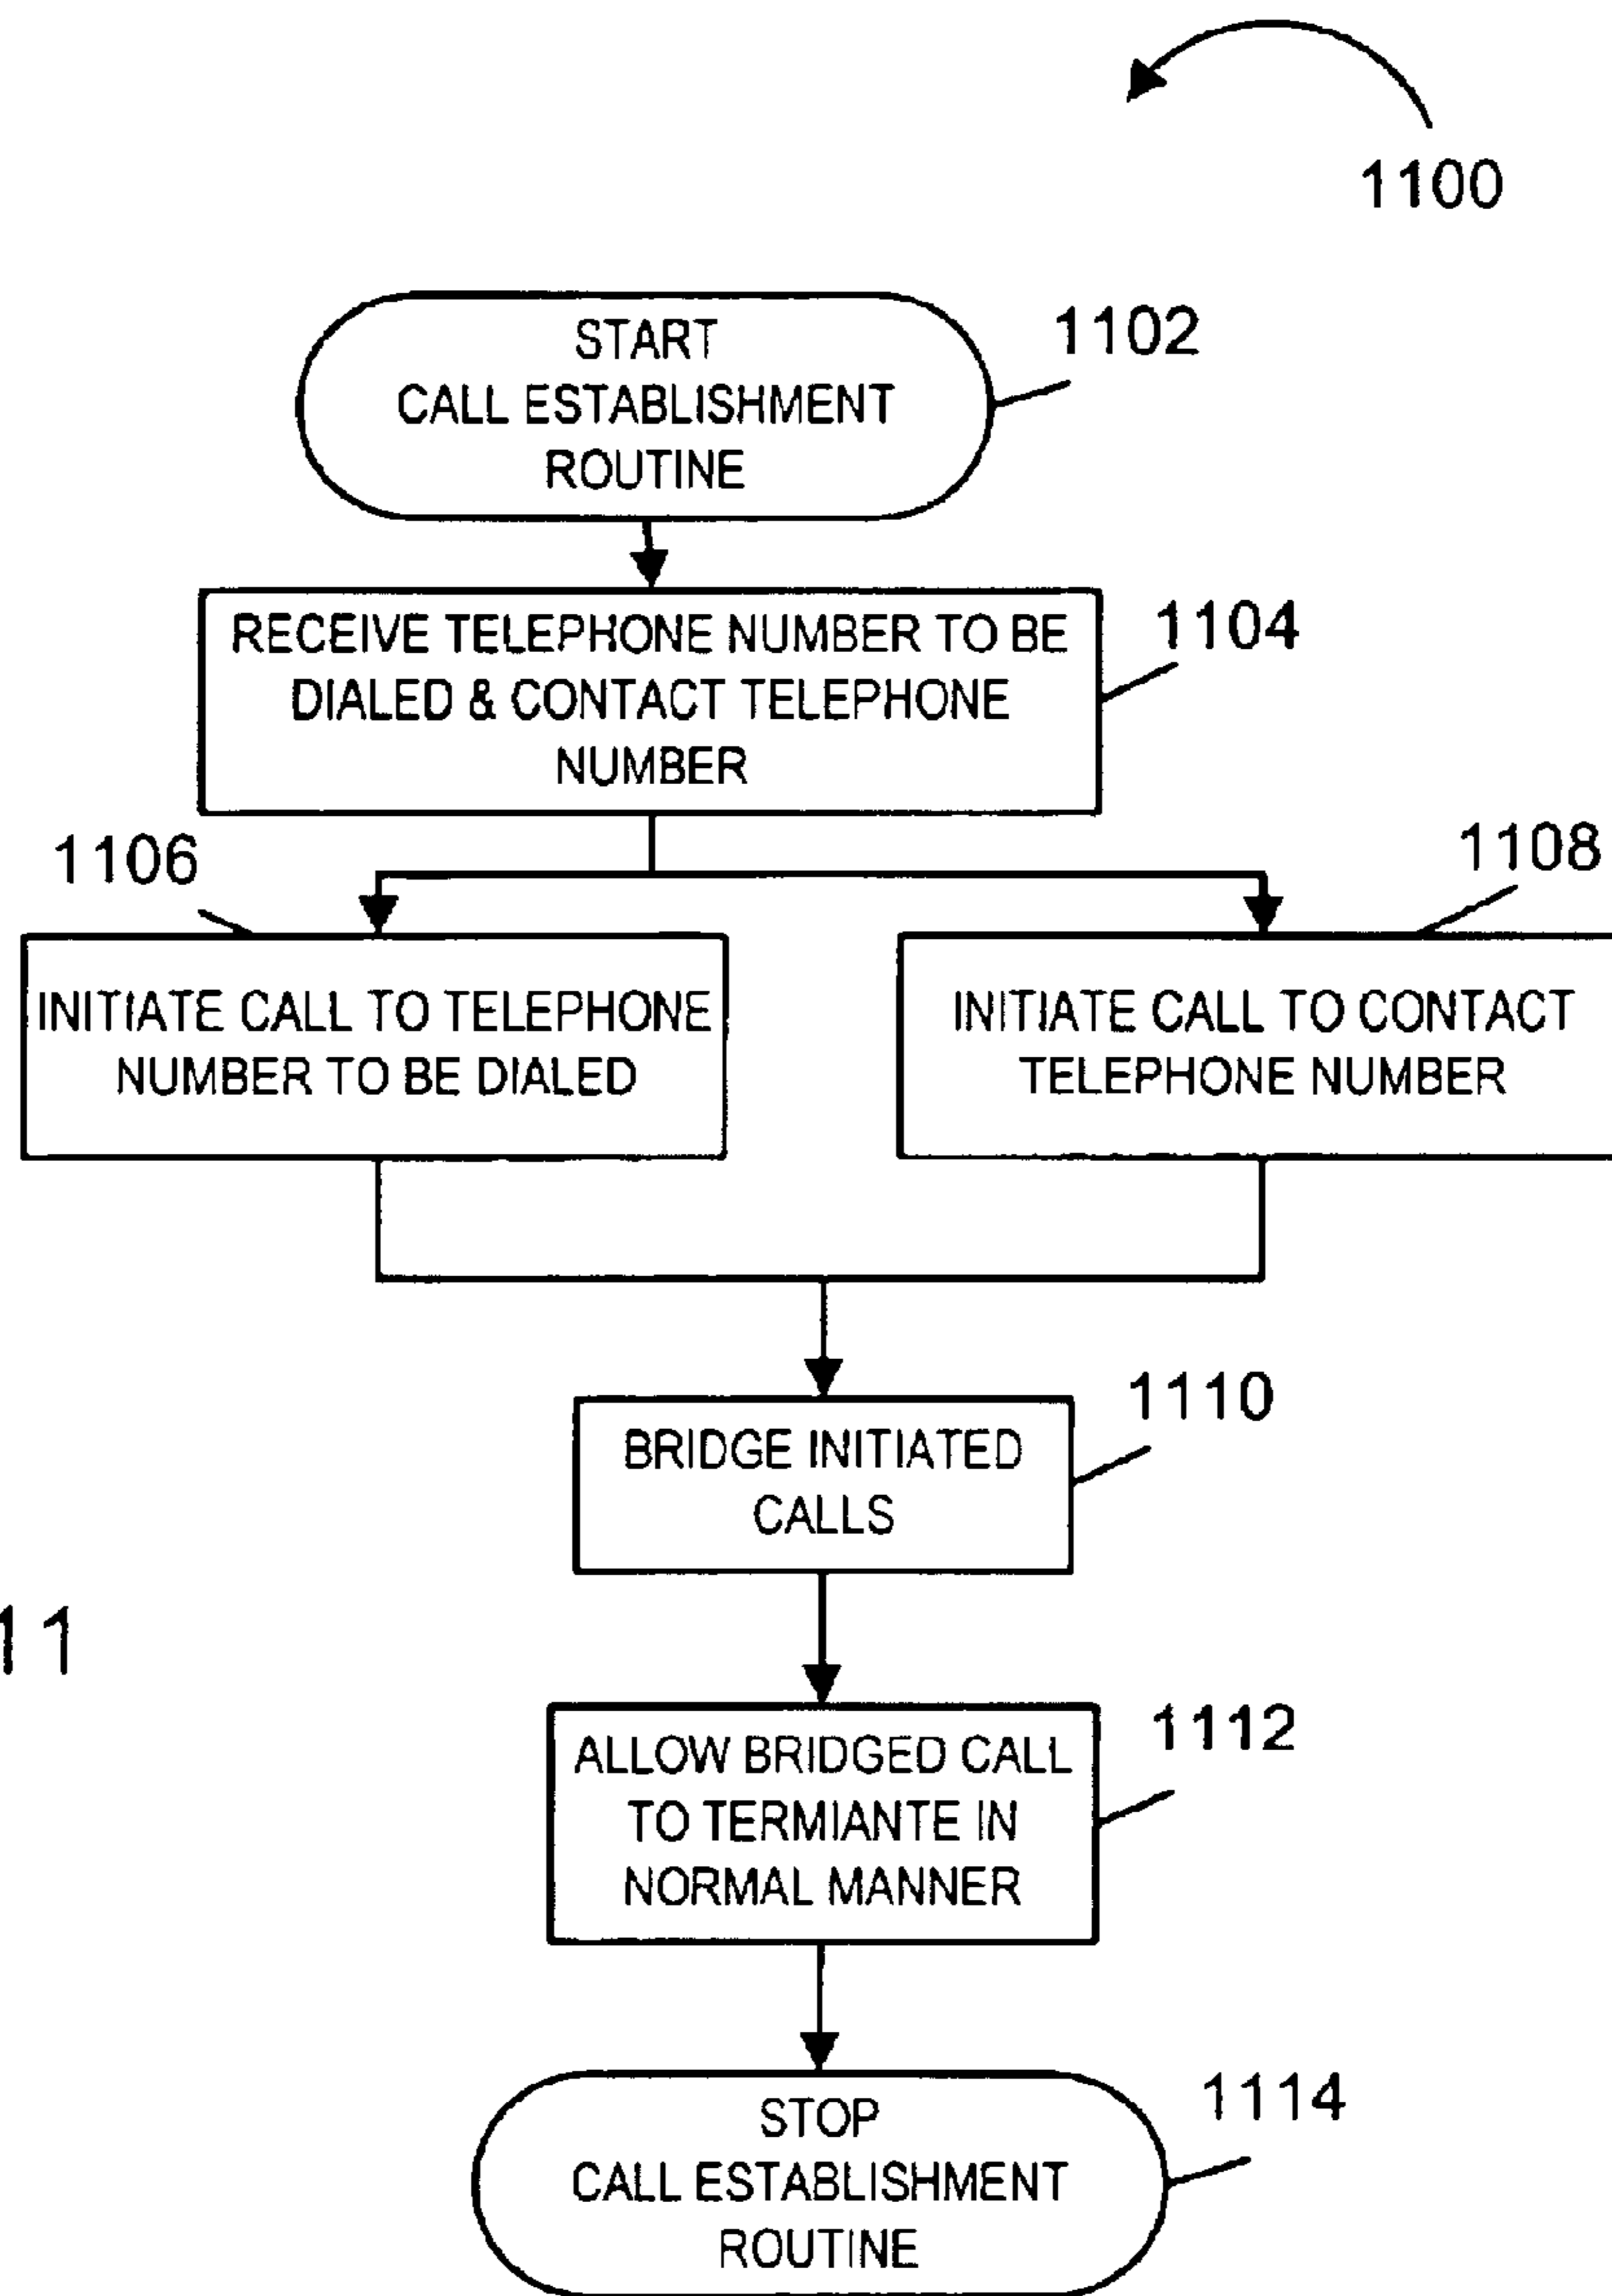 1100
START
CALL ESTABLISHMENT
ROUTINE
1102
RECEIVE TELEPHONE NUMBER TO BE
DIALED & CONTACT TELEPHONE
NUMBER
1104
1106
1108
INITIATE CALL TO TELEPHONE
NUMBER TO BE DIALED
INITIATE CALL TO CONTACT
TELEPHONE NUMBER
BRIDGE INITIATED
CALLS
1110
11
ALLOW BRIDGED CALL
TO TERMIANTE IN
NORMAL MANNER
1112
STOP
CALL ESTABLISHMENT
ROUTINE
1114